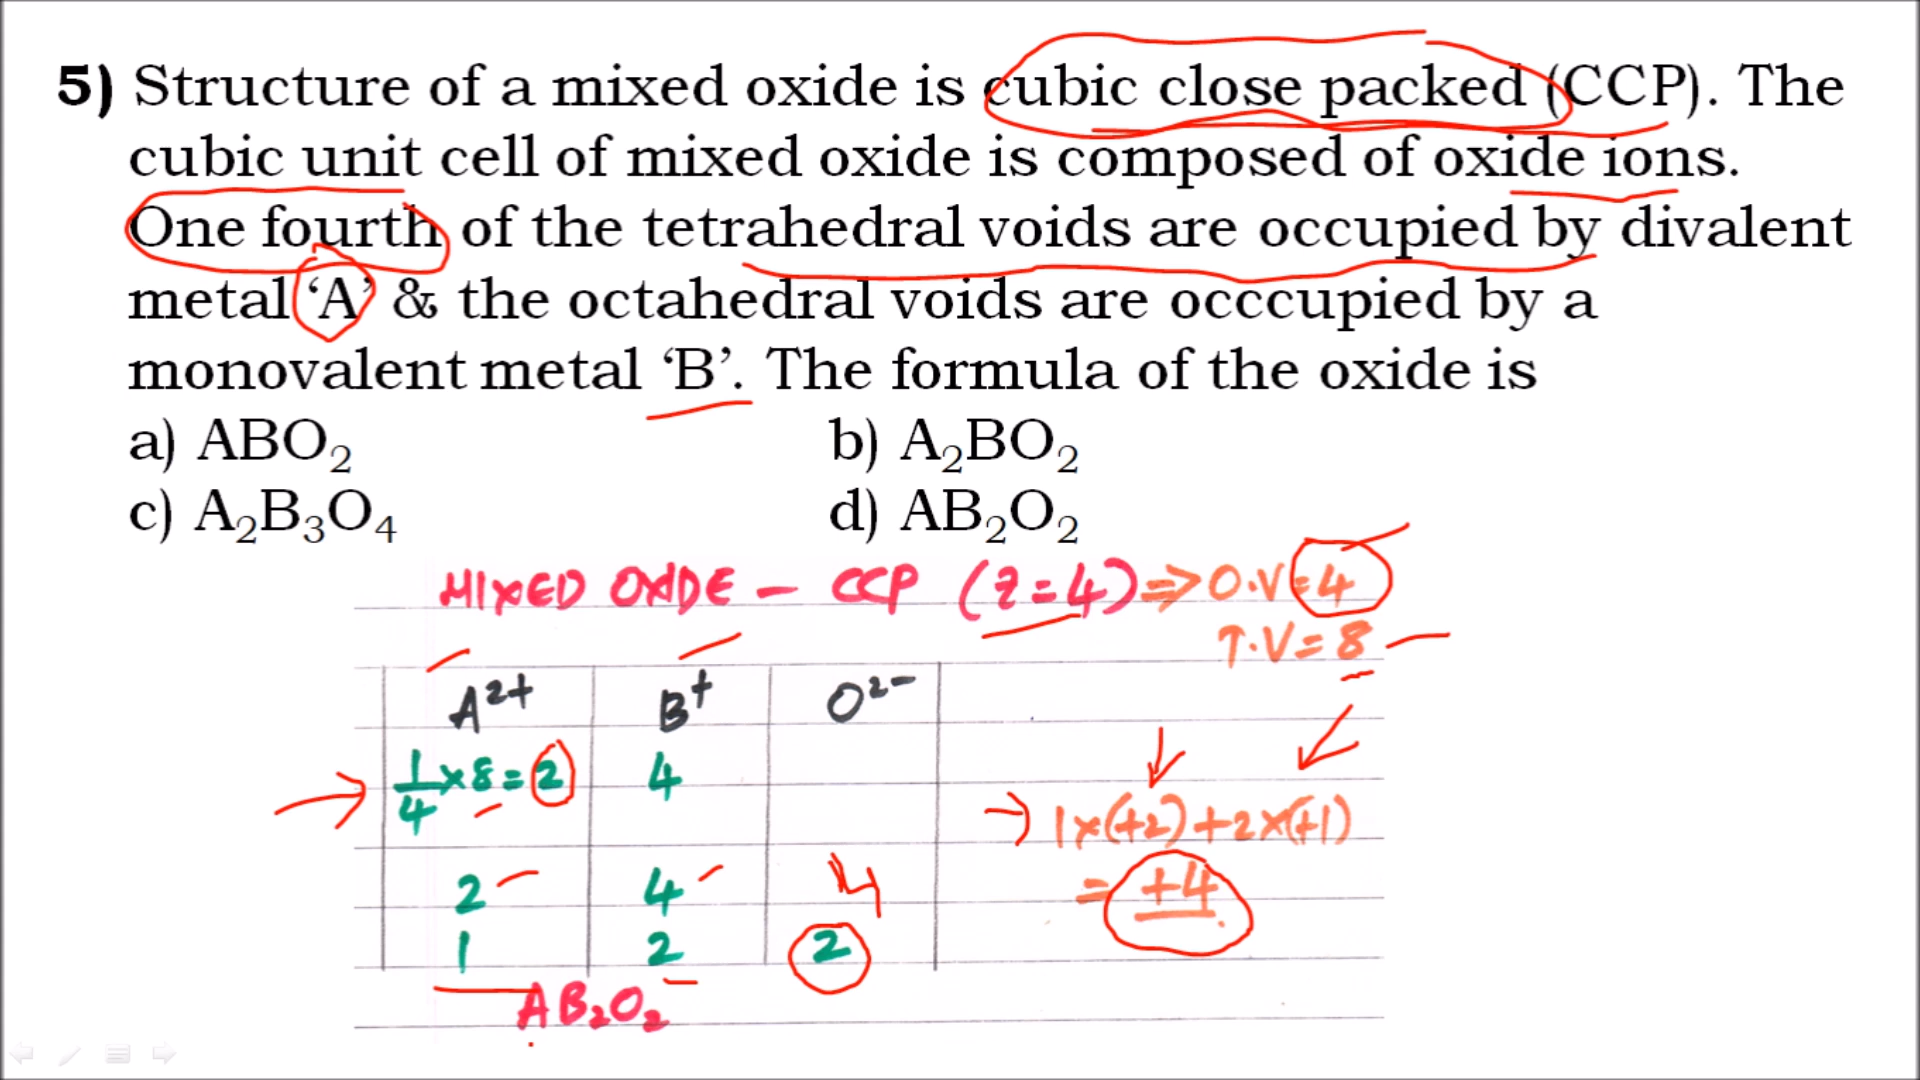 5) Structure of a mixed oxide is cubic close packed (CCP). The
cubic unit cell of mixed oxide is composed of oxide ions.
One fourth of the tetrahedral voids are occupied by divalent
metal ‘A’ & the octahedral voids are occcupied by a
monovalent metal ‘B’. The formula of the oxide is
a) ABO₂ b) A₂BO₂
c) A₂B₃O₄ d) AB₂O₂
MIXED OXIDE – CCP (Z=4) => O.V = 4
T.V = 8
A²⁺ B⁺ O²⁻
1/4 × 8 = 2 4
→ 1×(+2)+2×(+1)
2 4 4 = +4
1 2 2
AB₂O₂